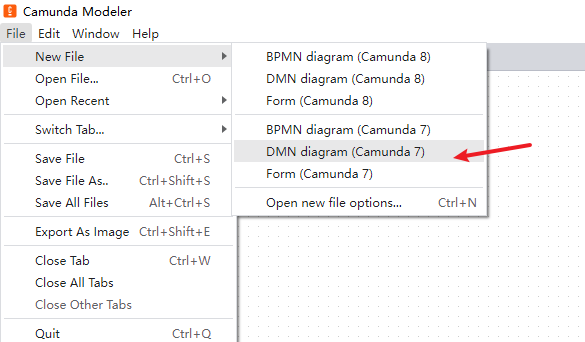 Camunda Modeler
File Edit Window Help
New File
Open File... Ctrl+O
Open Recent
Switch Tab...
Save File Ctrl+S
Save File As.. Ctrl+Shift+S
Save All Files Alt+Ctrl+S
Export As Image Ctrl+Shift+E
Close Tab Ctrl+W
Close All Tabs
Close Other Tabs
Quit Ctrl+Q
BPMN diagram (Camunda 8)
DMN diagram (Camunda 8)
Form (Camunda 8)
BPMN diagram (Camunda 7)
DMN diagram (Camunda 7)
Form (Camunda 7)
Open new file options... Ctrl+N